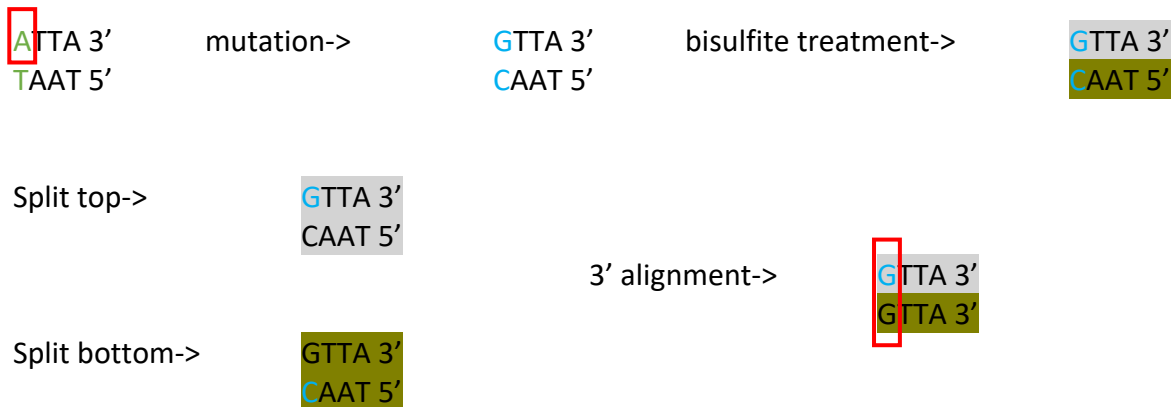 ATTA 3’ mutation-> GTTA 3’ bisulfite treatment-> GTTA 3’
TAAT 5’ CAAT 5’ CAAT 5’
Split top-> GTTA 3’
CAAT 5’
3’ alignment-> GTTA 3’
GTTA 3’
Split bottom-> GTTA 3’
CAAT 5’